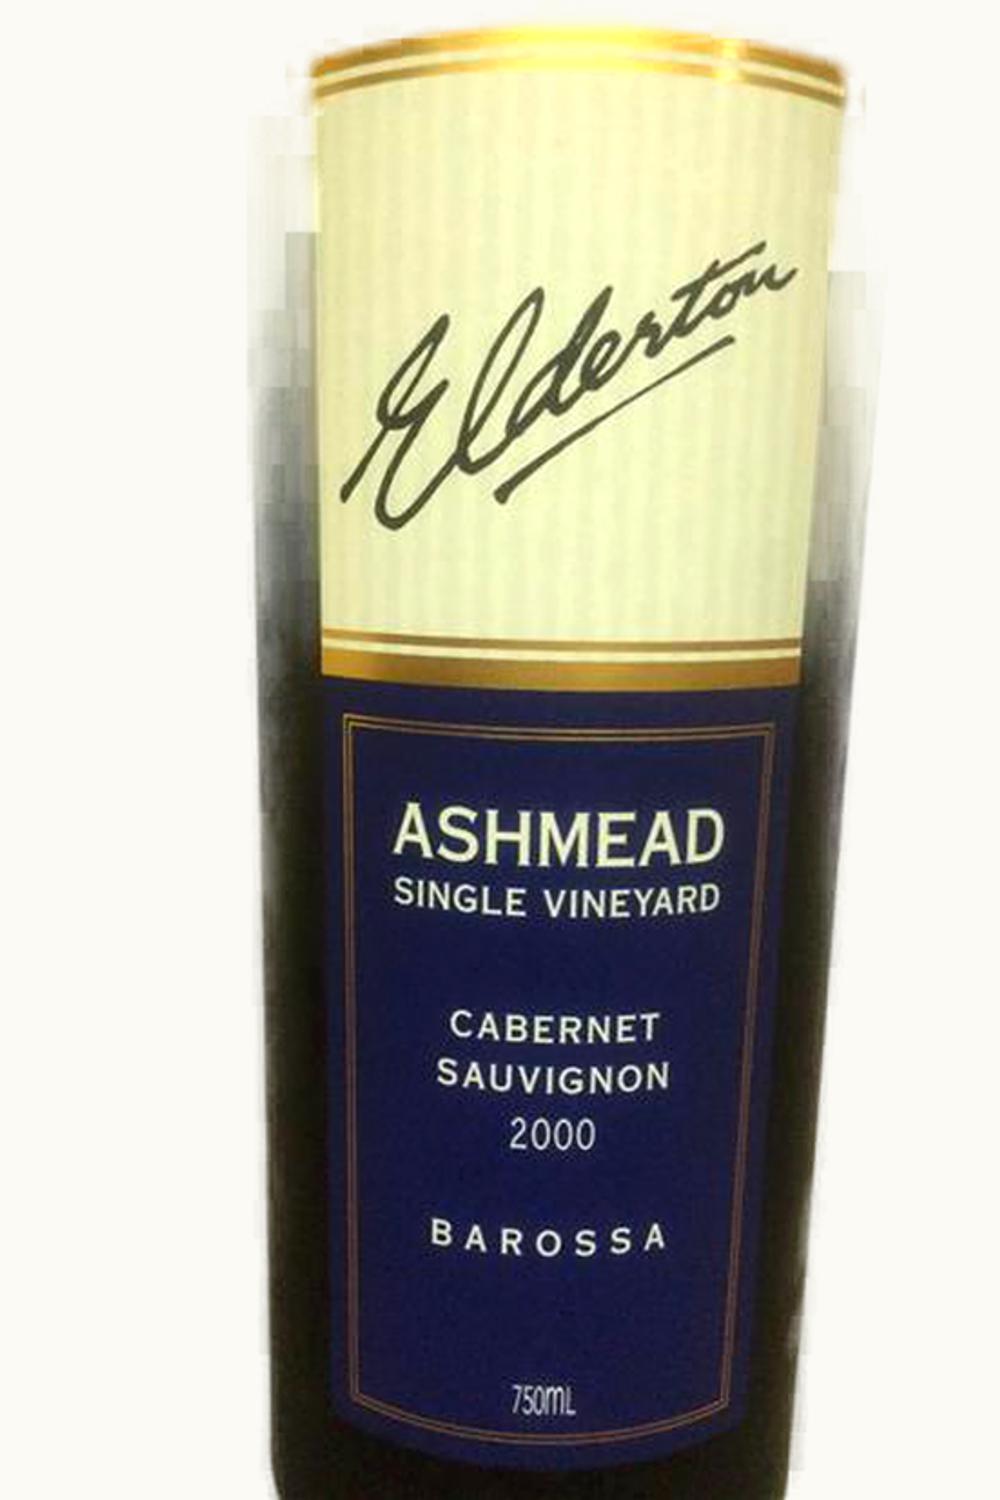 Elderton
ASHMEAD
SINGLE VINEYARD
CABERNET
SAUVIGNON
2000
BAROSSA
750mL